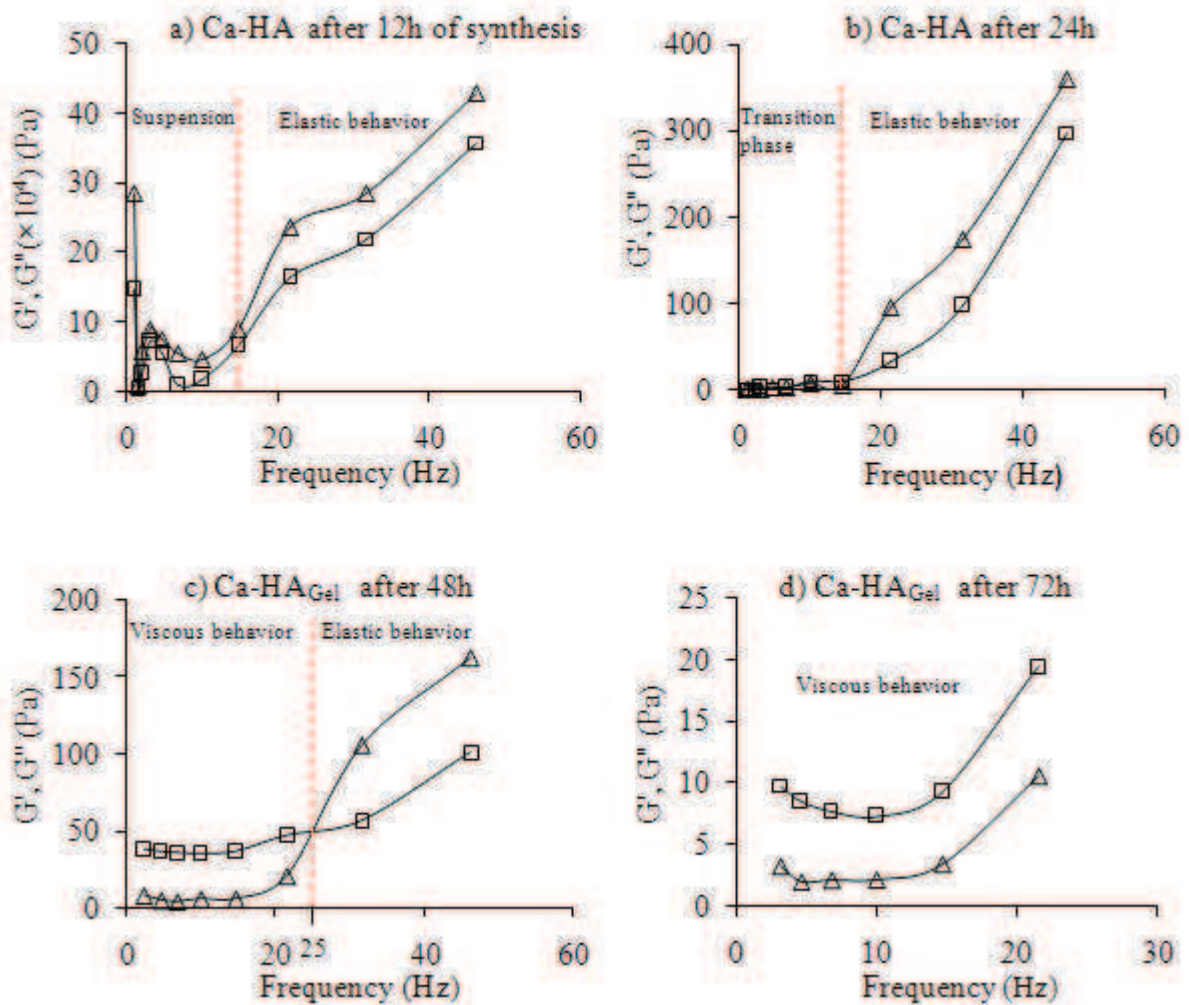 a) Ca-HA after 12h of synthesis
50
40
30
20
10
0
G', G" (×10⁴) (Pa)
Suspension
Elastic behavior
0 20 40 60
Frequency (Hz)
b) Ca-HA after 24h
400
300
200
100
0
G', G" (Pa)
Transition
phase
Elastic behavior
0 20 40 60
Frequency (Hz)
c) Ca-HA_Gel after 48h
200
150
100
50
0
G', G" (Pa)
Viscous behavior
Elastic behavior
0 20 25 40 60
Frequency (Hz)
d) Ca-HA_Gel after 72h
25
20
15
10
5
0
G', G" (Pa)
Viscous behavior
0 10 20 30
Frequency (Hz)